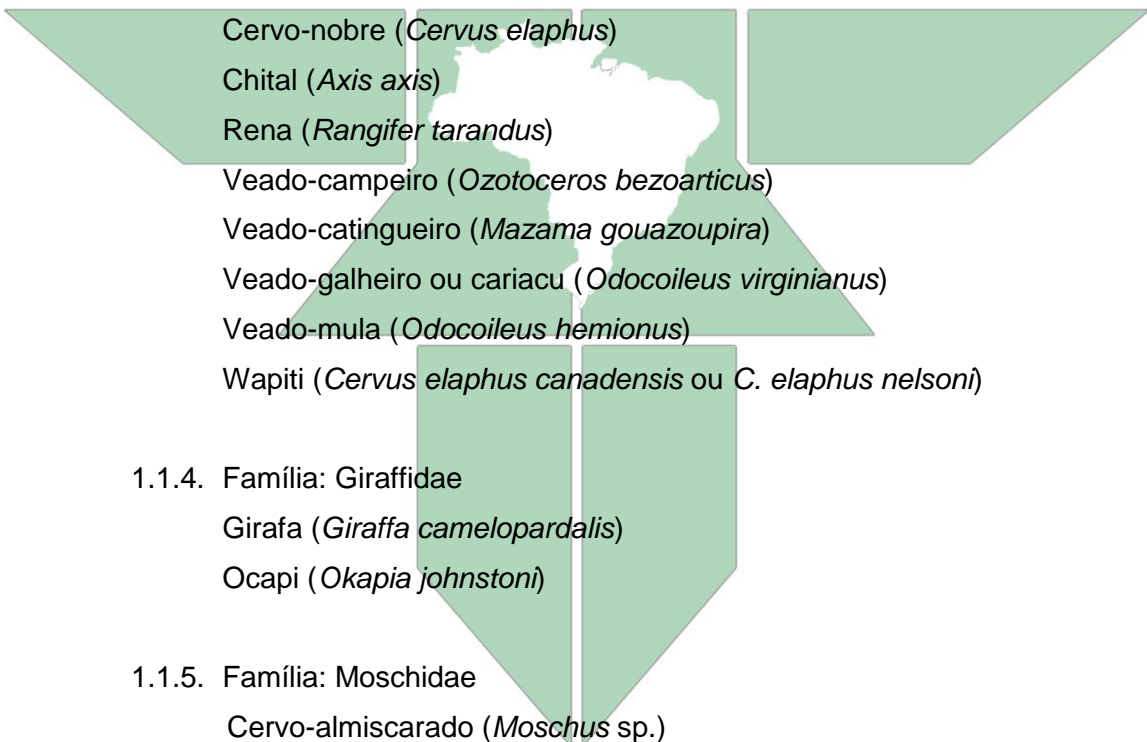 Cervo-nobre (Cervus elaphus)
Chital (Axis axis)
Rena (Rangifer tarandus)
Veado-campeiro (Ozotoceros bezoarticus)
Veado-catingueiro (Mazama gouazoupira)
Veado-galheiro ou cariacu (Odocoileus virginianus)
Veado-mula (Odocoileus hemionus)
Wapiti (Cervus elaphus canadensis ou C. elaphus nelsoni)
1.1.4. Família: Giraffidae
Girafa (Giraffa camelopardalis)
Ocapi (Okapia johnstoni)
1.1.5. Família: Moschidae
Cervo-almiscarado (Moschus sp.)